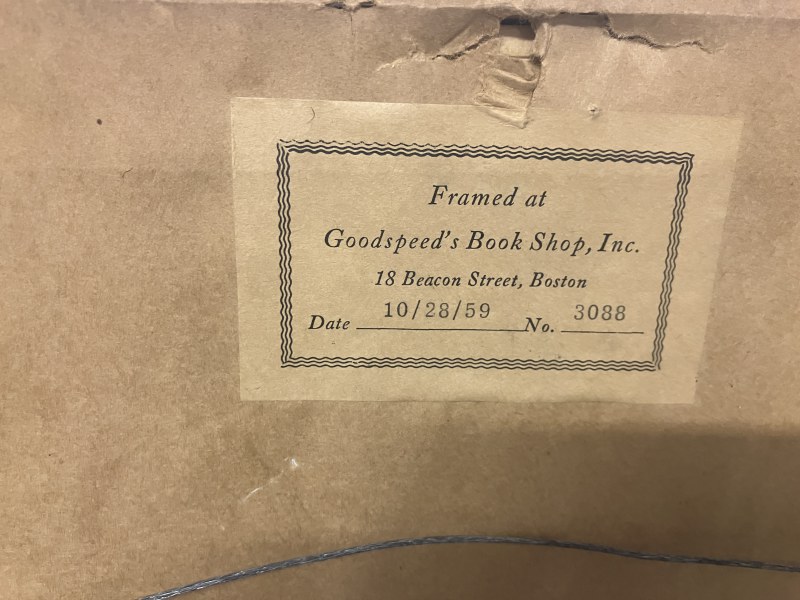 Framed at
Goodspeed's Book Shop, Inc.
18 Beacon Street, Boston
Date 10/28/59 No. 3088